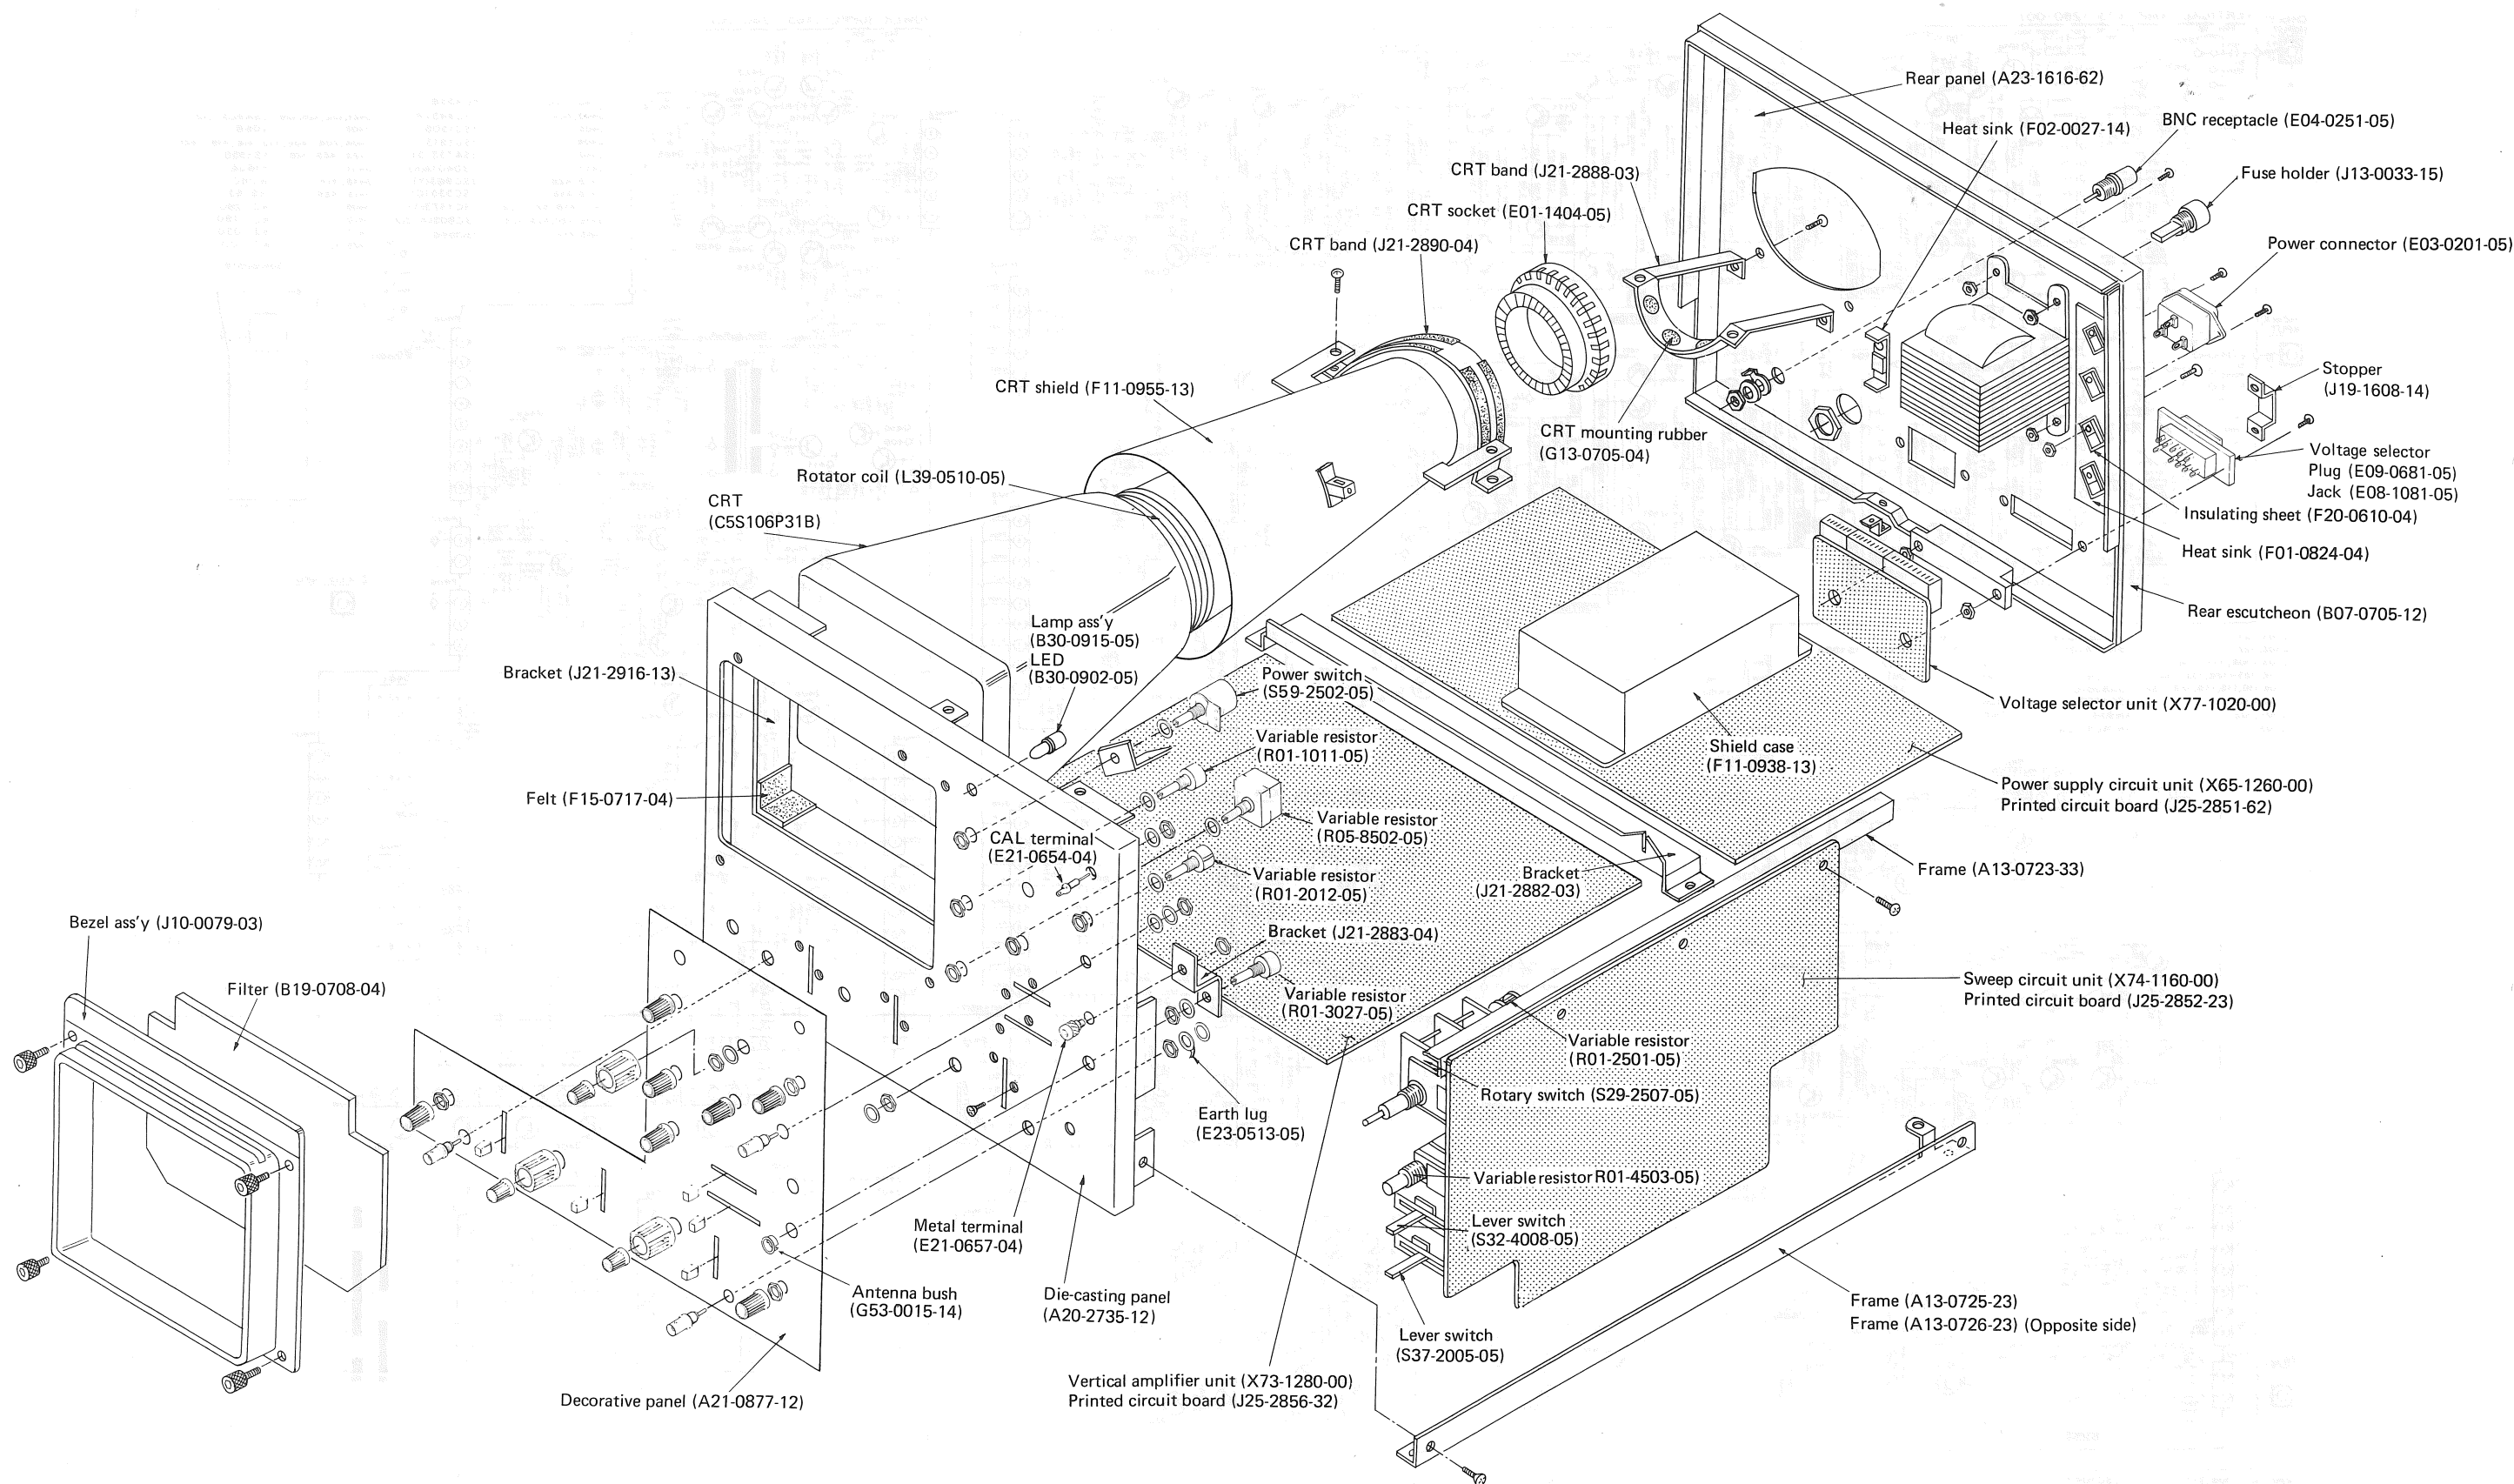 Rear panel (A23-1616-62)
Heat sink (F02-0027-14)
BNC receptacle (E04-0251-05)
Fuse holder (J13-0033-15)
Power connector (E03-0201-05)
CRT band (J21-2888-03)
CRT socket (E01-1404-05)
CRT band (J21-2890-04)
Stopper
(J19-1608-14)
CRT shield (F11-0955-13)
CRT mounting rubber
(G13-0705-04)
Voltage selector
Plug (E09-0681-05)
Jack (E08-1081-05)
Insulating sheet (F20-0610-04)
Heat sink (F01-0824-04)
Rotator coil (L39-0510-05)
CRT
(C5S106P31B)
Rear escutcheon (B07-0705-12)
Lamp ass'y
(B30-0915-05)
LED
(B30-0902-05)
Bracket (J21-2916-13)
Power switch
(S59-2502-05)
Voltage selector unit (X77-1020-00)
Variable resistor
(R01-1011-05)
Shield case
(F11-0938-13)
Power supply circuit unit (X65-1260-00)
Printed circuit board (J25-2851-62)
Felt (F15-0717-04)
Variable resistor
(R05-8502-05)
CAL terminal
(E21-0654-04)
Variable resistor
(R01-2012-05)
Bracket
(J21-2882-03)
Frame (A13-0723-33)
Bezel ass'y (J10-0079-03)
Bracket (J21-2883-04)
Filter (B19-0708-04)
Sweep circuit unit (X74-1160-00)
Printed circuit board (J25-2852-23)
Variable resistor
(R01-3027-05)
Variable resistor
(R01-2501-05)
Rotary switch (S29-2507-05)
Earth lug
(E23-0513-05)
Variable resistor R01-4503-05)
Metal terminal
(E21-0657-04)
Lever switch
(S32-4008-05)
Antenna bush
(G53-0015-14)
Die-casting panel
(A20-2735-12)
Frame (A13-0725-23)
Frame (A13-0726-23) (Opposite side)
Lever switch
(S37-2005-05)
Decorative panel (A21-0877-12)
Vertical amplifier unit (X73-1280-00)
Printed circuit board (J25-2856-32)